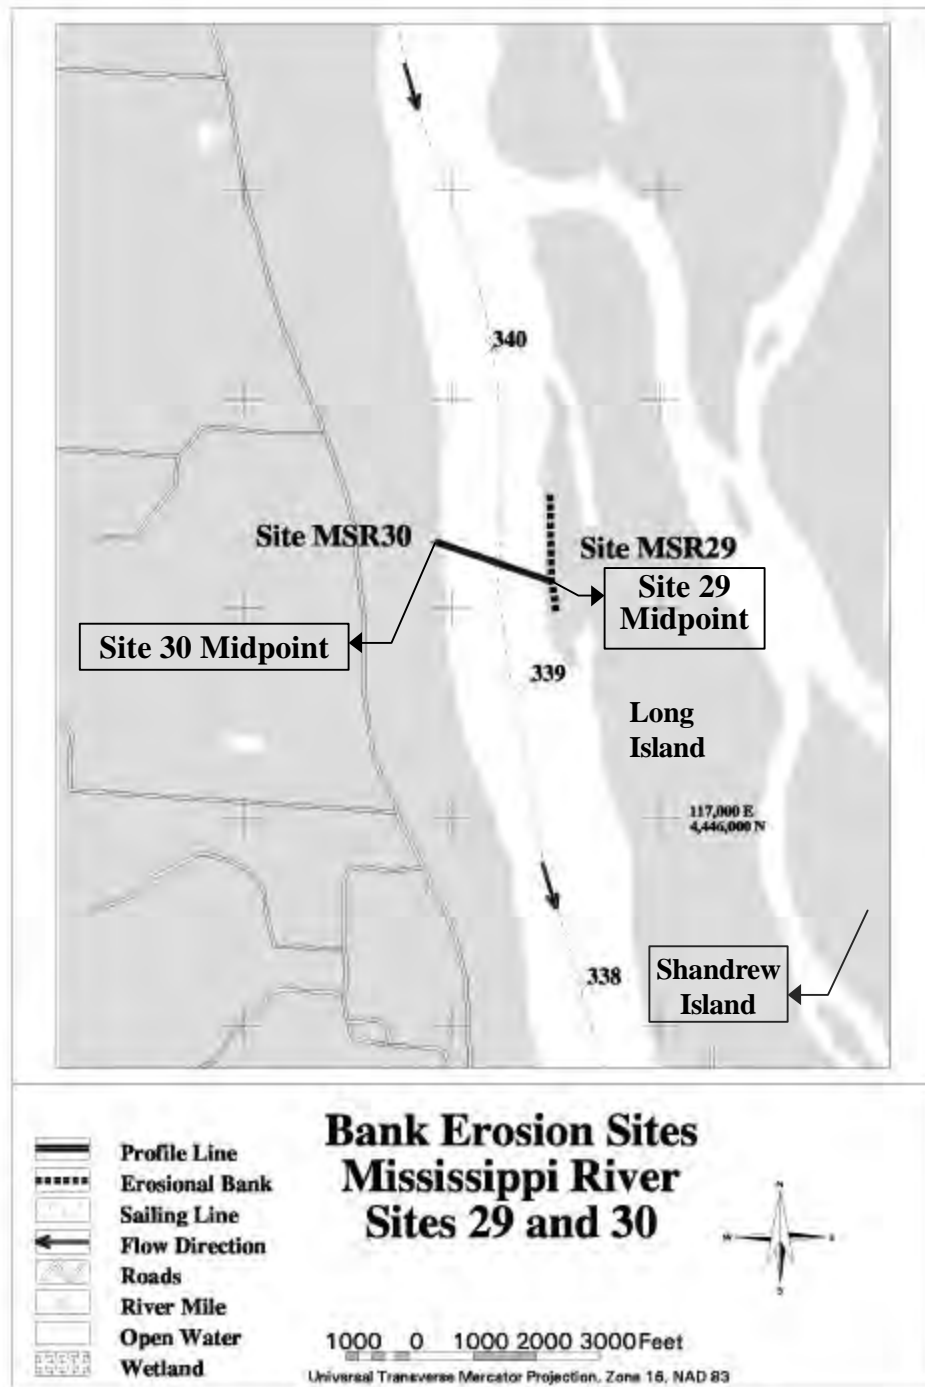 340
Site MSR30
Site MSR29
Site 29
Midpoint
Site 30 Midpoint
339
Long
Island
117,000 E
4,446,000 N
338
Shandrew
Island
Bank Erosion Sites
Mississippi River
Sites 29 and 30
Profile Line
Erosional Bank
Sailing Line
Flow Direction
Roads
River Mile
Open Water
Wetland
N
W
E
S
1000 0 1000 2000 3000 Feet
Universal Transverse Mercator Projection, Zone 16, NAD 83